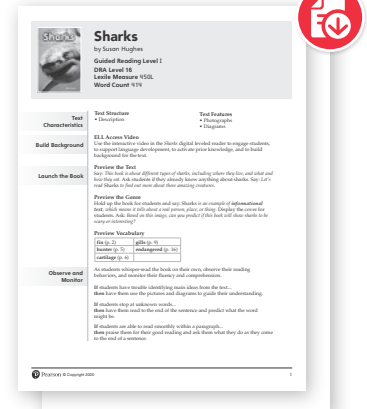 Sharks
Sharks
by Susan Hughes
Guided Reading Level I
DRA Level 16
Lexile Measure 450L
Word Count 414
Text
Characteristics
Text Structure
• Description
Text Features
• Photographs
• Diagrams
Build Background
ELL Access Video
Use the interactive video in the Sharks digital leveled reader to engage students,
to support language development, to activate prior knowledge, and to build
background for the text.
Launch the Book
Preview the Text
Say: This book is about different types of sharks, including where they live, and what and
how they eat. Ask students if they already know anything about sharks. Say: Let's
read Sharks to find out more about these amazing creatures.
Preview the Genre
Hold up the book for students and say: Sharks is an example of informational
text, which means it tells about a real person, place, or thing. Display the cover for
students. Ask: Based on this image, can you predict if this book will show sharks to be
scary or interesting?
Preview Vocabulary
fin (p. 2) gills (p. 9)
hunter (p. 5) endangered (p. 16)
cartilage (p. 6)
Observe and
Monitor
As students whisper-read the book on their own, observe their reading
behaviors, and monitor their fluency and comprehension.
If students have trouble identifying main ideas from the text...
then have them use the pictures and diagrams to guide their understanding.
If students stop at unknown words...
then have them read to the end of the sentence and predict what the word
might be.
If students are able to read smoothly within a paragraph...
then praise them for their good reading and ask them what they do as they come
to the end of a sentence.
Pearson © Copyright 2020
1